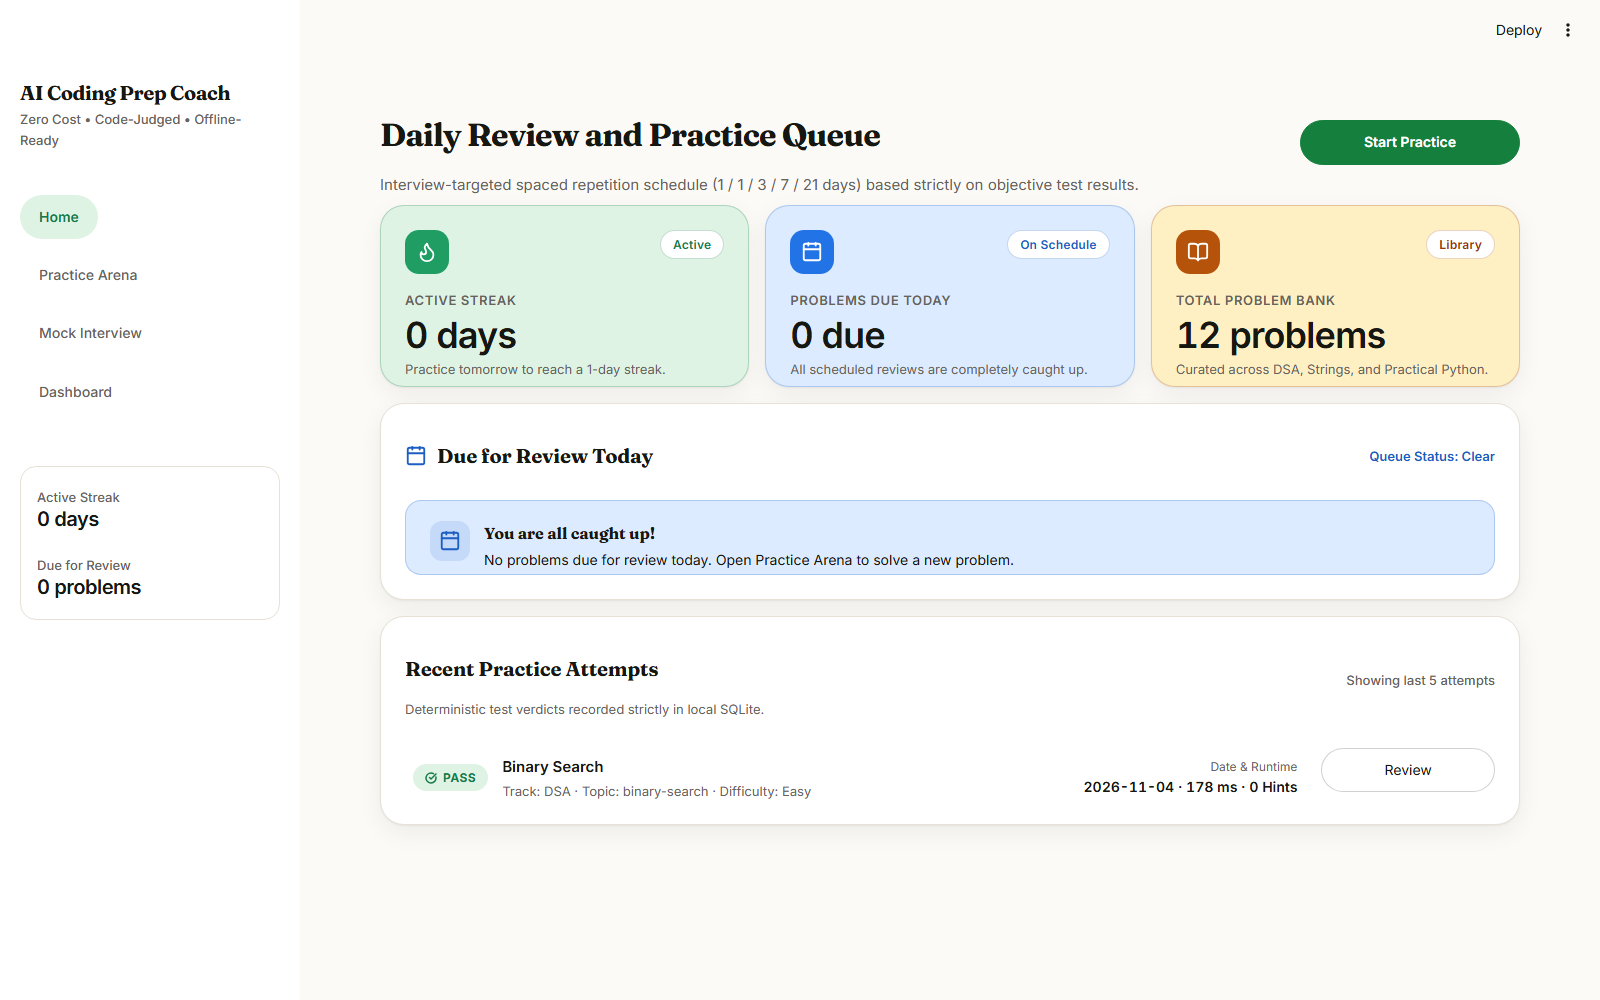 Deploy
AI Coding Prep Coach
Zero Cost • Code-Judged • Offline-
Ready
Home
Practice Arena
Mock Interview
Dashboard
Active Streak
0 days
Due for Review
0 problems
Daily Review and Practice Queue
Start Practice
Interview-targeted spaced repetition schedule (1 / 1 / 3 / 7 / 21 days) based strictly on objective test results.
Active
ACTIVE STREAK
0 days
Practice tomorrow to reach a 1-day streak.
On Schedule
PROBLEMS DUE TODAY
0 due
All scheduled reviews are completely caught up.
Library
TOTAL PROBLEM BANK
12 problems
Curated across DSA, Strings, and Practical Python.
Due for Review Today
Queue Status: Clear
You are all caught up!
No problems due for review today. Open Practice Arena to solve a new problem.
Recent Practice Attempts
Showing last 5 attempts
Deterministic test verdicts recorded strictly in local SQLite.
PASS
Binary Search
Track: DSA · Topic: binary-search · Difficulty: Easy
Date & Runtime
2026-11-04 · 178 ms · 0 Hints
Review